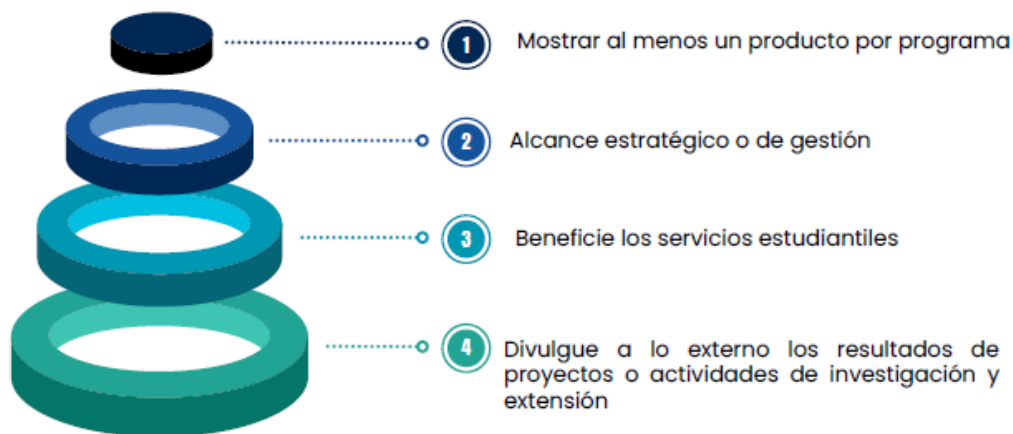 1 Mostrar al menos un producto por programa
2 Alcance estratégico o de gestión
3 Beneficie los servicios estudiantiles
4 Divulgue a lo externo los resultados de
proyectos o actividades de investigación y
extensión